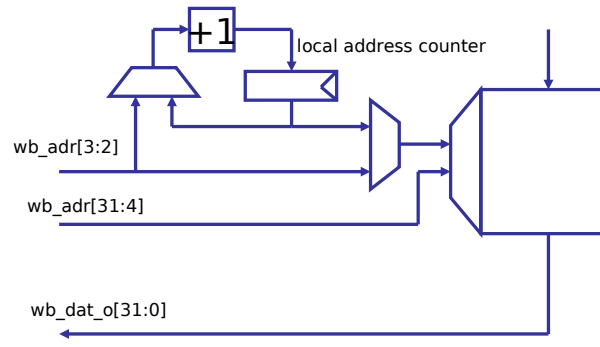 +1
local address counter
wb_adr[3:2]
wb_adr[31:4]
wb_dat_o[31:0]